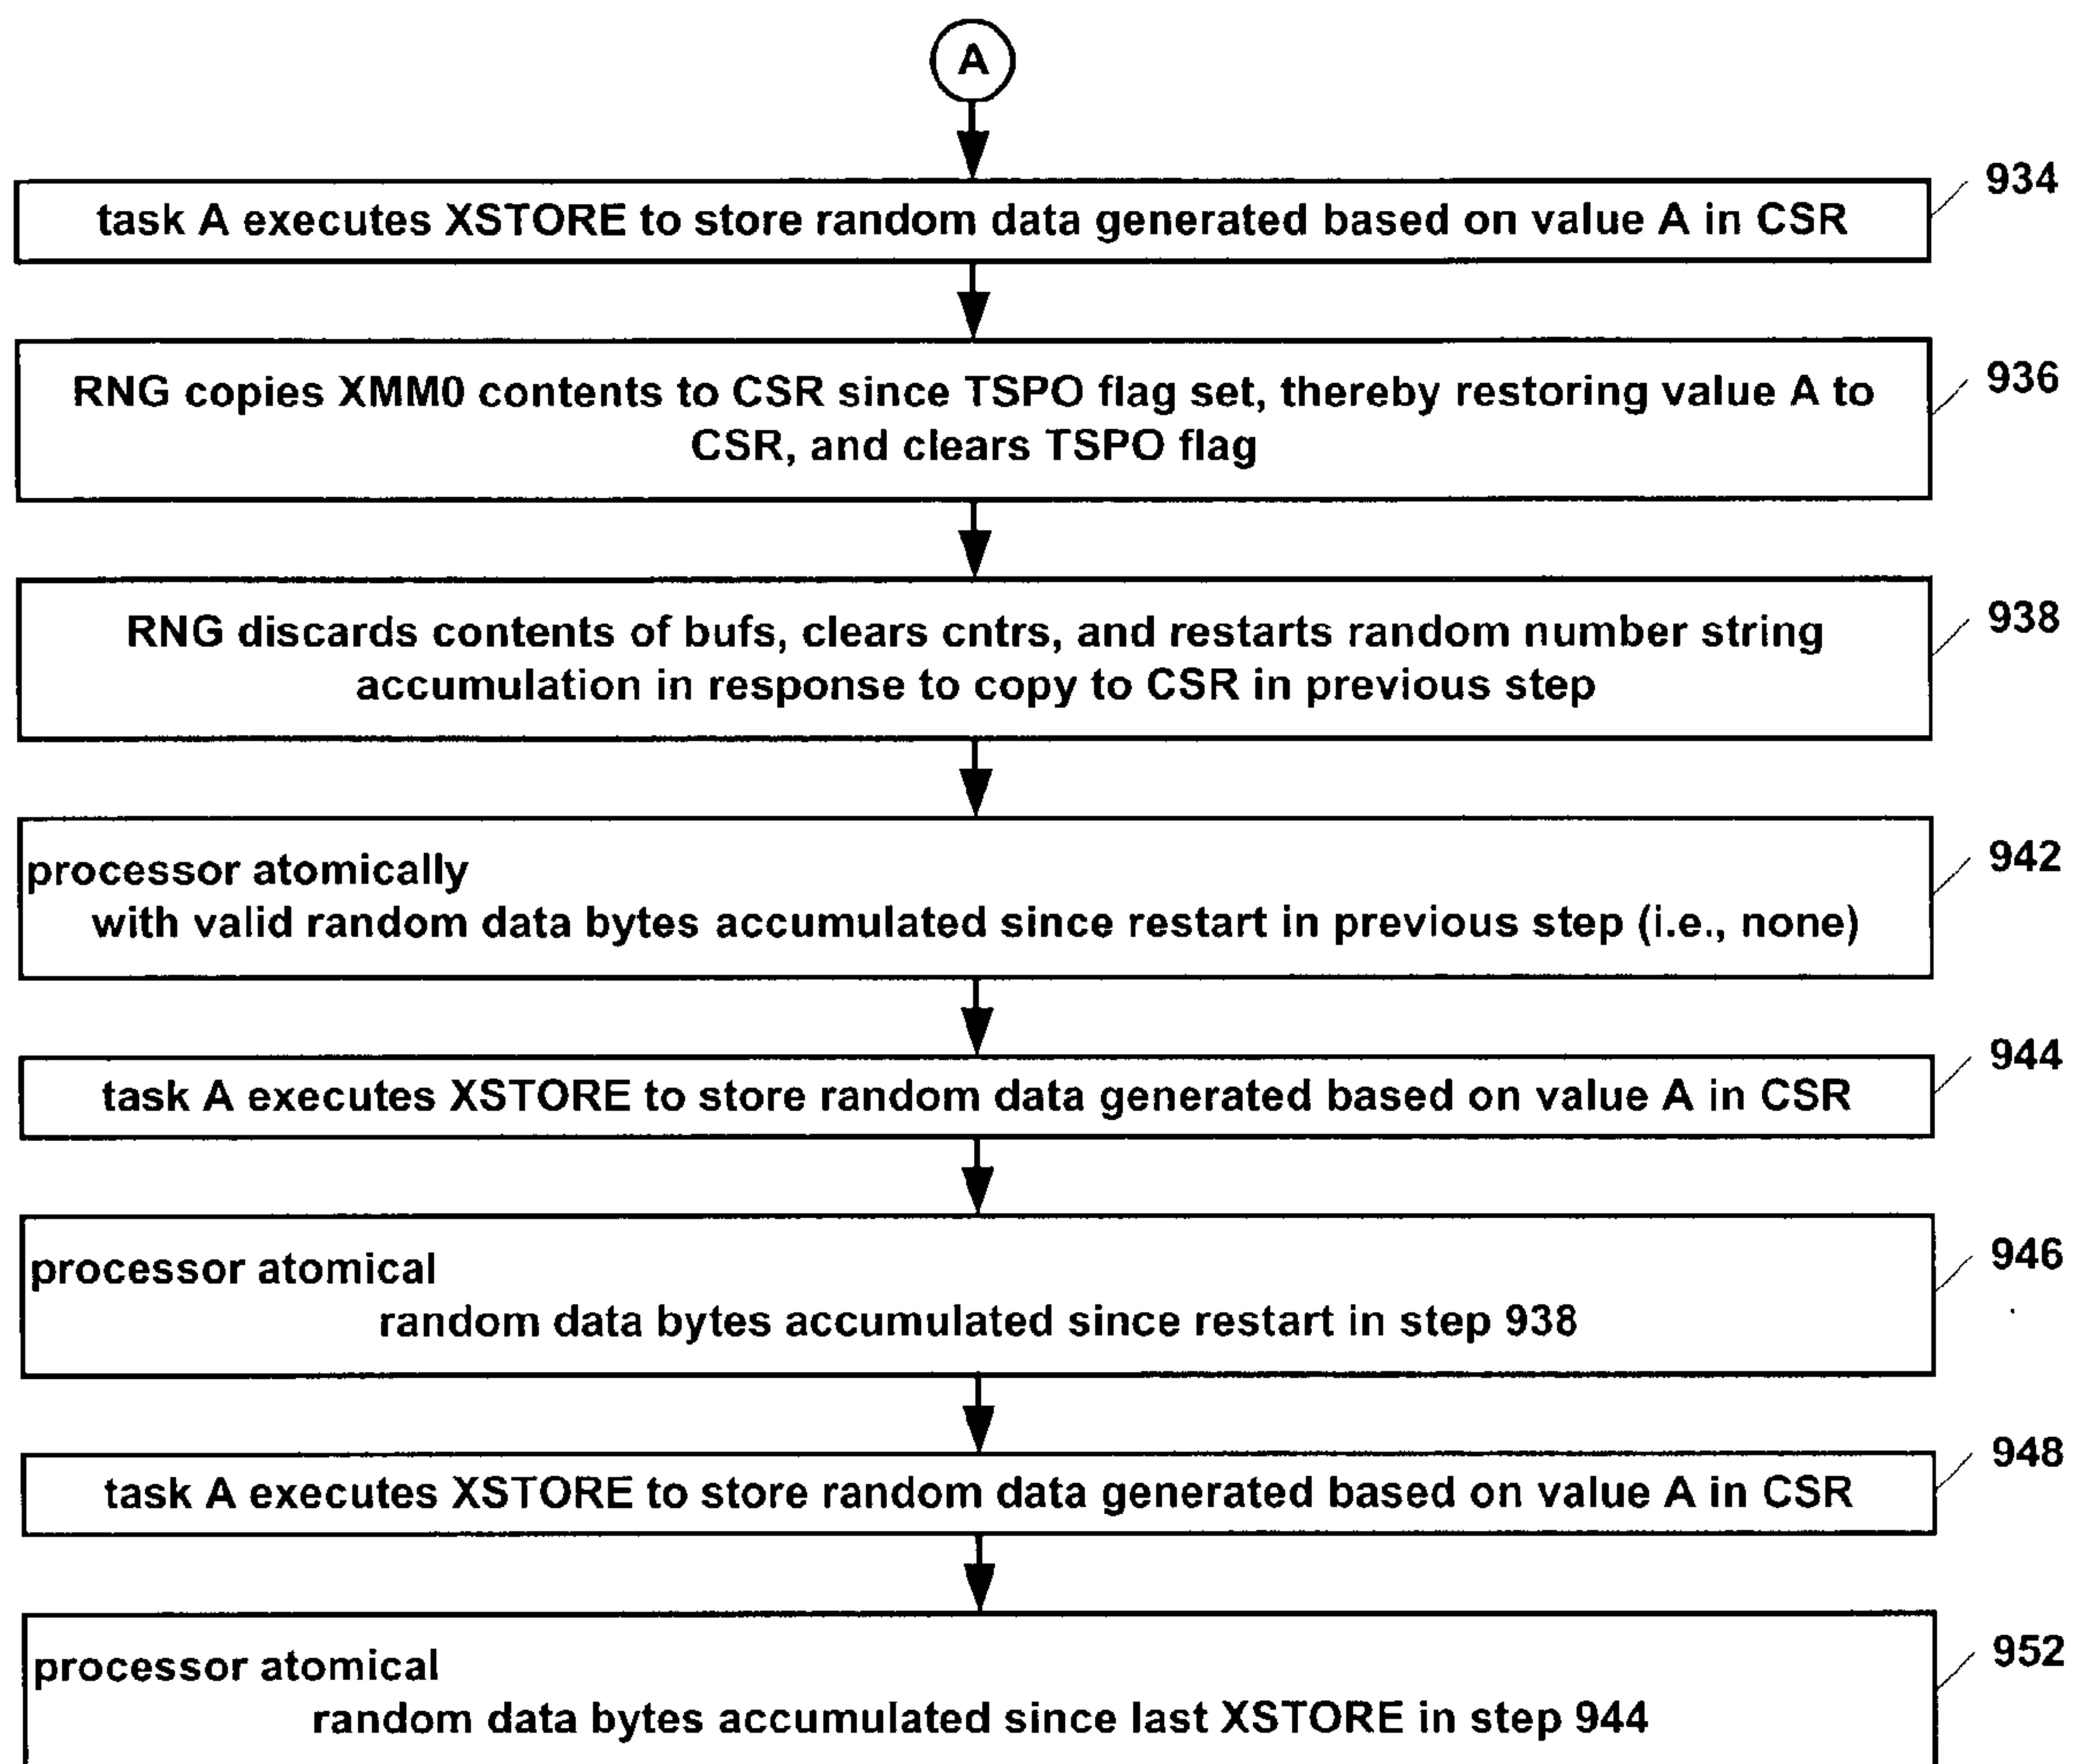 A
934
task A executes XSTORE to store random data generated based on value A in CSR
936
RNG copies XMM0 contents to CSR since TSPO flag set, thereby restoring value A to
CSR, and clears TSPO flag
938
RNG discards contents of bufs, clears cntrs, and restarts random number string
accumulation in response to copy to CSR in previous step
942
processor atomically
with valid random data bytes accumulated since restart in previous step (i.e., none)
944
task A executes XSTORE to store random data generated based on value A in CSR
946
processor atomical
random data bytes accumulated since restart in step 938
948
task A executes XSTORE to store random data generated based on value A in CSR
952
processor atomical
random data bytes accumulated since last XSTORE in step 944